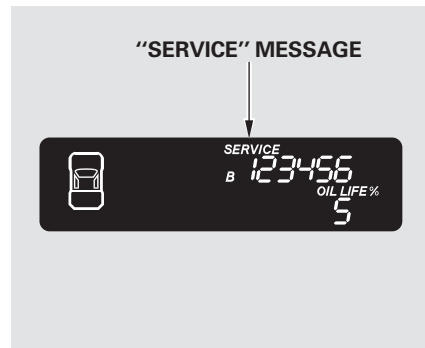 "SERVICE" MESSAGE
SERVICE
B 123456
OIL LIFE %
5